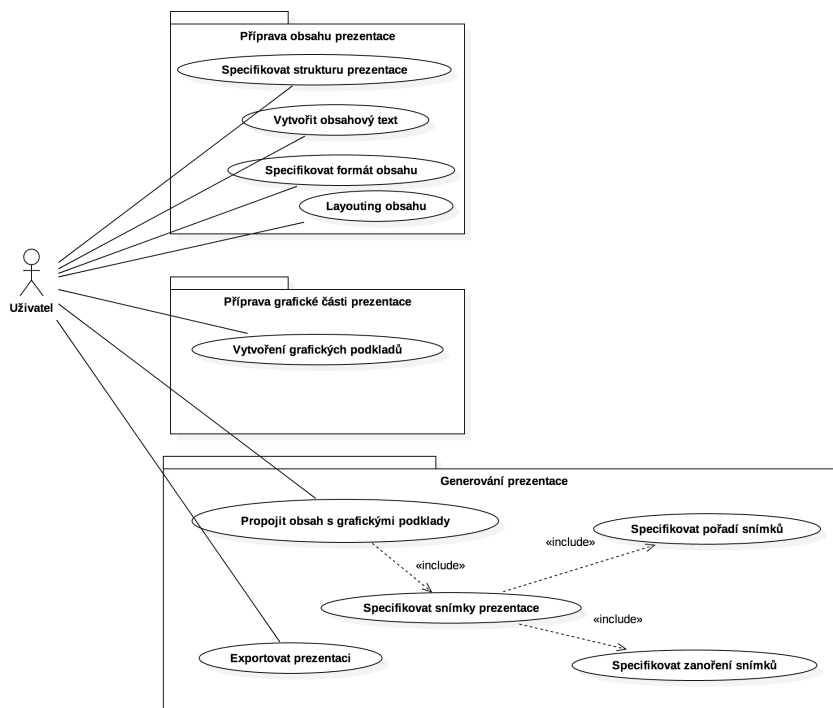 Příprava obsahu prezentace
Specifikovat strukturu prezentace
Vytvořit obsahový text
Specifikovat formát obsahu
Layouting obsahu
Uživatel
Příprava grafické části prezentace
Vytvoření grafických podkladů
Generování prezentace
Propojit obsah s grafickými podklady
Specifikovat pořadí snímků
«include»
«include»
Specifikovat snímky prezentace
«include»
Exportovat prezentaci
Specifikovat zanoření snímků